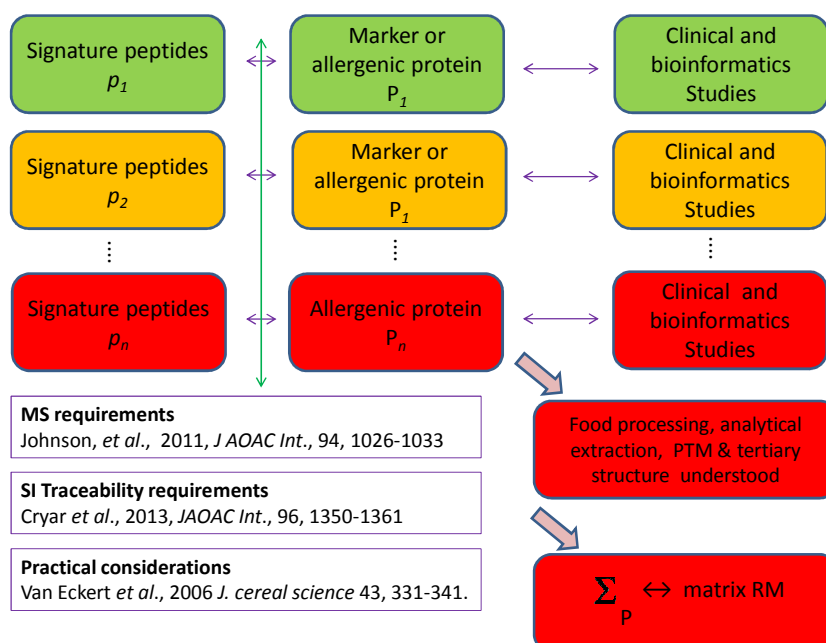 Signature peptides
p1
Marker or
allergenic protein
P1
Clinical and
bioinformatics
Studies
Signature peptides
p2
Marker or
allergenic protein
P1
Clinical and
bioinformatics
Studies
Signature peptides
pn
Allergenic protein
Pn
Clinical and
bioinformatics
Studies
MS requirements
Johnson, et al., 2011, J AOAC Int., 94, 1026-1033
SI Traceability requirements
Cryar et al., 2013, JAOAC Int., 96, 1350-1361
Practical considerations
Van Eckert et al., 2006 J. cereal science 43, 331-341.
Food processing, analytical
extraction, PTM & tertiary
structure understood
Σ P ↔ matrix RM